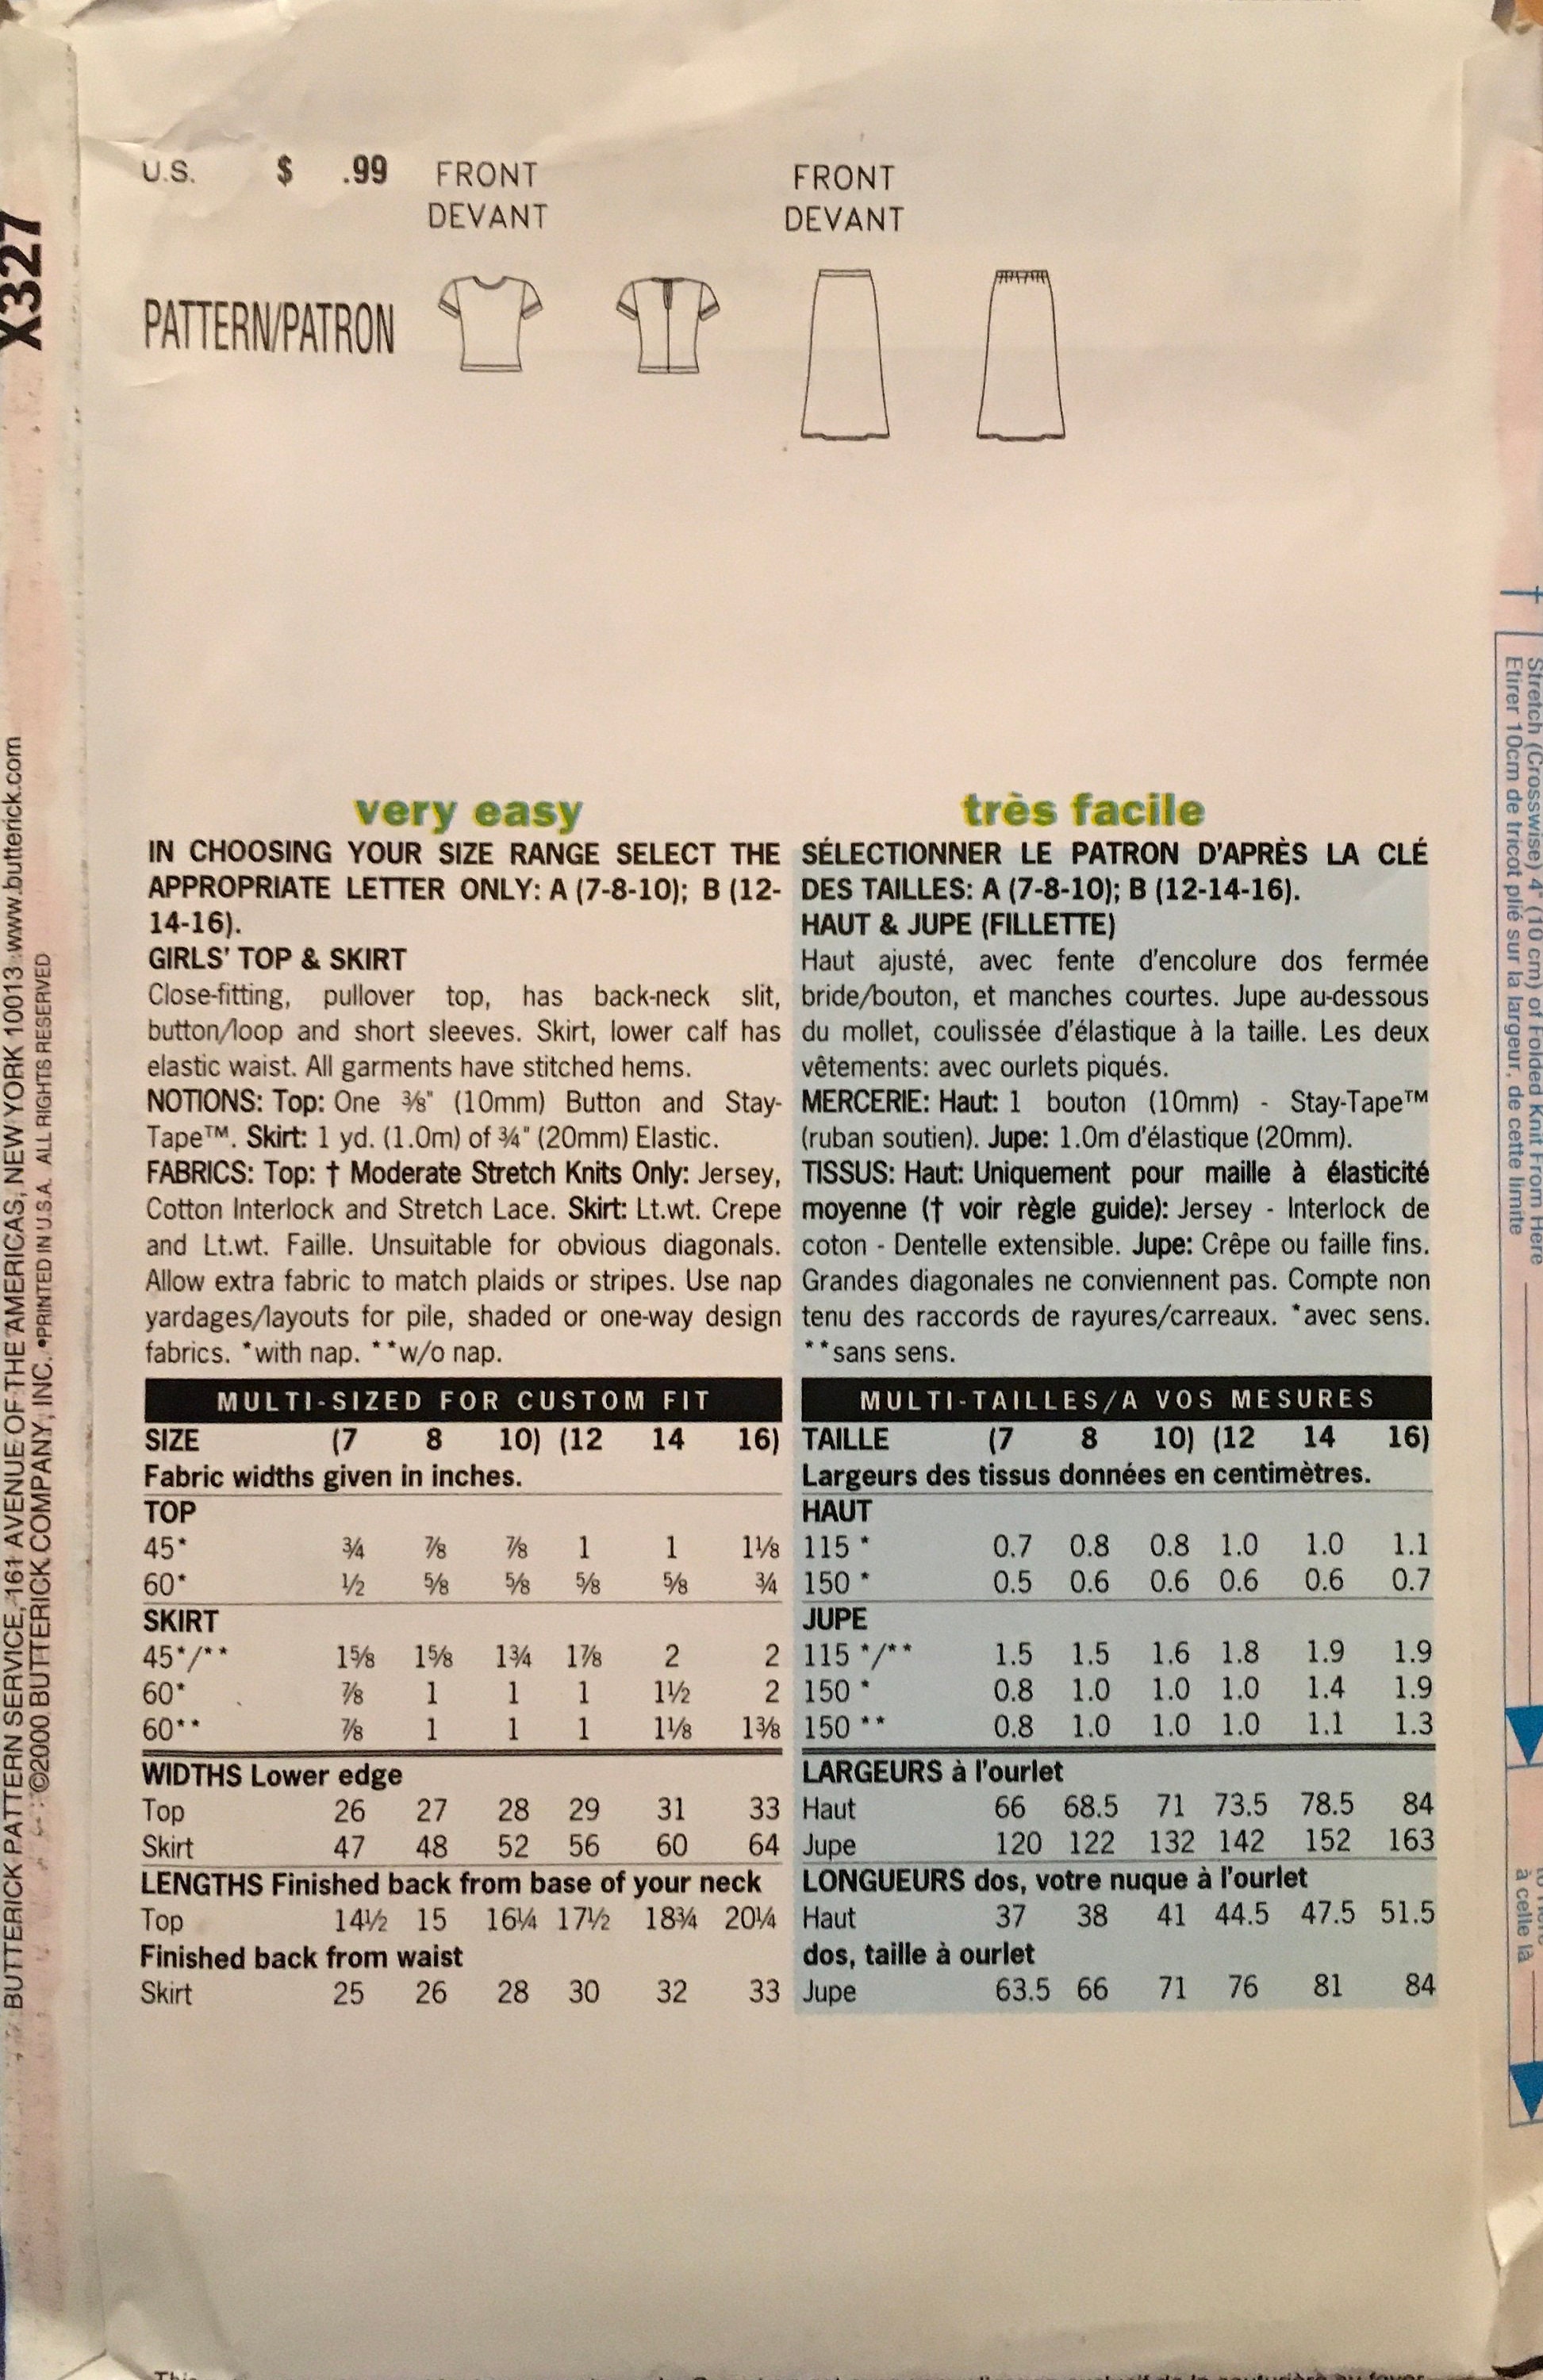 U.S. $ .99
FRONT
DEVANT
FRONT
DEVANT
PATTERN/PATRON
X327
BUTTERICK PATTERN SERVICE, 161 AVENUE OF THE AMERICAS, NEW YORK 10013 www.butterick.com
©2000 BUTTERICK COMPANY, INC. •PRINTED IN U.S.A. ALL RIGHTS RESERVED
very easy
IN CHOOSING YOUR SIZE RANGE SELECT THE
APPROPRIATE LETTER ONLY: A (7-8-10); B (12-
14-16).
GIRLS' TOP & SKIRT
Close-fitting, pullover top, has back-neck slit,
button/loop and short sleeves. Skirt, lower calf has
elastic waist. All garments have stitched hems.
NOTIONS: Top: One ⅜" (10mm) Button and Stay-
Tape™. Skirt: 1 yd. (1.0m) of ¾" (20mm) Elastic.
FABRICS: Top: † Moderate Stretch Knits Only: Jersey,
Cotton Interlock and Stretch Lace. Skirt: Lt.wt. Crepe
and Lt.wt. Faille. Unsuitable for obvious diagonals.
Allow extra fabric to match plaids or stripes. Use nap
yardages/layouts for pile, shaded or one-way design
fabrics. *with nap. **w/o nap.
MULTI-SIZED FOR CUSTOM FIT
SIZE (7 8 10) (12 14 16)
Fabric widths given in inches.
TOP
45* ¾ ⅞ ⅞ 1 1 1⅛
60* ½ ⅝ ⅝ ⅝ ⅝ ¾
SKIRT
45*/** 1⅝ 1⅝ 1¾ 1⅞ 2 2
60* ⅞ 1 1 1 1½ 2
60** ⅞ 1 1 1 1⅛ 1⅜
WIDTHS Lower edge
Top 26 27 28 29 31 33
Skirt 47 48 52 56 60 64
LENGTHS Finished back from base of your neck
Top 14½ 15 16¼ 17½ 18¾ 20¼
Finished back from waist
Skirt 25 26 28 30 32 33
très facile
SÉLECTIONNER LE PATRON D'APRÈS LA CLÉ
DES TAILLES: A (7-8-10); B (12-14-16).
HAUT & JUPE (FILLETTE)
Haut ajusté, avec fente d'encolure dos fermée
bride/bouton, et manches courtes. Jupe au-dessous
du mollet, coulissée d'élastique à la taille. Les deux
vêtements: avec ourlets piqués.
MERCERIE: Haut: 1 bouton (10mm) - Stay-Tape™
(ruban soutien). Jupe: 1.0m d'élastique (20mm).
TISSUS: Haut: Uniquement pour maille à élasticité
moyenne († voir règle guide): Jersey - Interlock de
coton - Dentelle extensible. Jupe: Crêpe ou faille fins.
Grandes diagonales ne conviennent pas. Compte non
tenu des raccords de rayures/carreaux. *avec sens.
**sans sens.
MULTI-TAILLES/A VOS MESURES
TAILLE (7 8 10) (12 14 16)
Largeurs des tissus données en centimètres.
HAUT
115 * 0.7 0.8 0.8 1.0 1.0 1.1
150 * 0.5 0.6 0.6 0.6 0.6 0.7
JUPE
115 */** 1.5 1.5 1.6 1.8 1.9 1.9
150 * 0.8 1.0 1.0 1.0 1.4 1.9
150 ** 0.8 1.0 1.0 1.0 1.1 1.3
LARGEURS à l'ourlet
Haut 66 68.5 71 73.5 78.5 84
Jupe 120 122 132 142 152 163
LONGUEURS dos, votre nuque à l'ourlet
Haut 37 38 41 44.5 47.5 51.5
dos, taille à ourlet
Jupe 63.5 66 71 76 81 84
Stretch (Crosswise) 4" (10 cm) of Folded Knit From Here
Etirer 10cm de tricot plié sur la largeur, de cette limite
à celle là